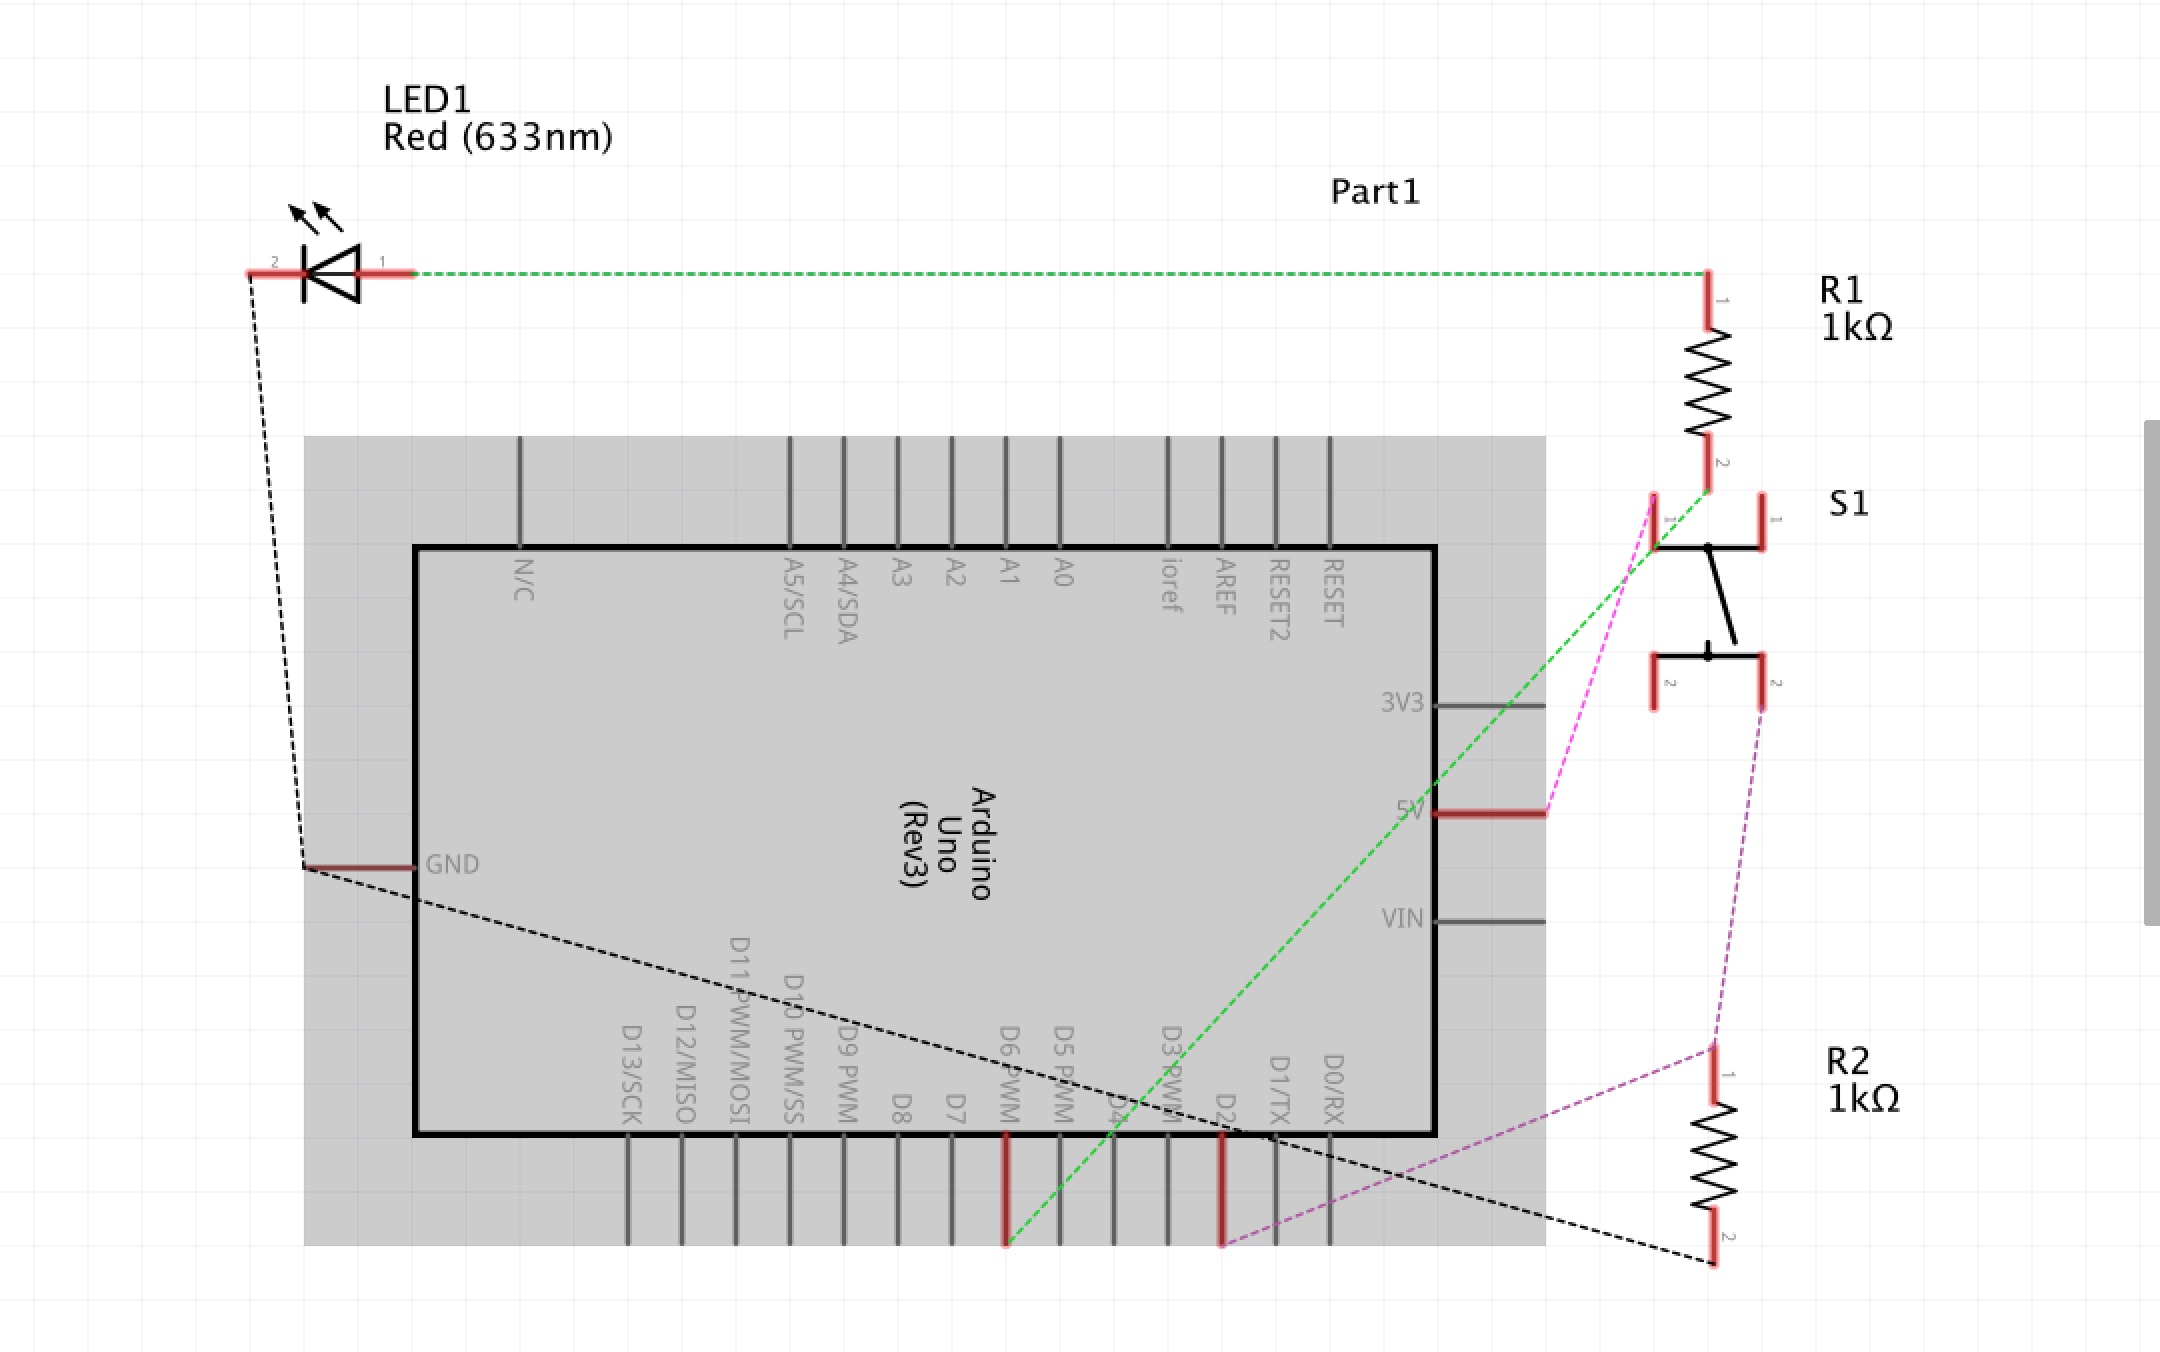 LED1
Red (633nm)
Part1
2
1
1
R1
1kΩ
2
S1
1
1
N/C
A5/SCL
A4/SDA
A3
A2
A1
A0
ioref
AREF
RESET2
RESET
2
2
3V3
5V
Arduino
Uno
(Rev3)
GND
VIN
D13/SCK
D12/MISO
D11 PWM/MOSI
D10 PWM/SS
D9 PWM
D8
D7
D6 PWM
D5 PWM
D4
D3 PWM
D2
D1/TX
D0/RX
1
R2
1kΩ
2